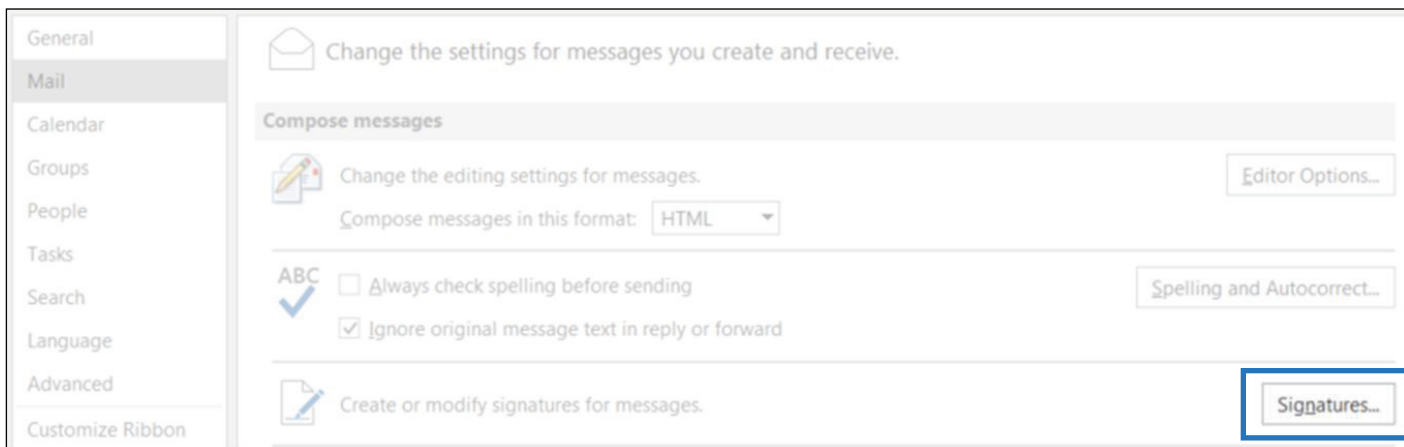 General
Mail
Calendar
Groups
People
Tasks
Search
Language
Advanced
Customize Ribbon
Change the settings for messages you create and receive.
Compose messages
Change the editing settings for messages.
Editor Options...
Compose messages in this format: HTML
ABC
Always check spelling before sending
Spelling and Autocorrect...
Ignore original message text in reply or forward
Create or modify signatures for messages.
Signatures...